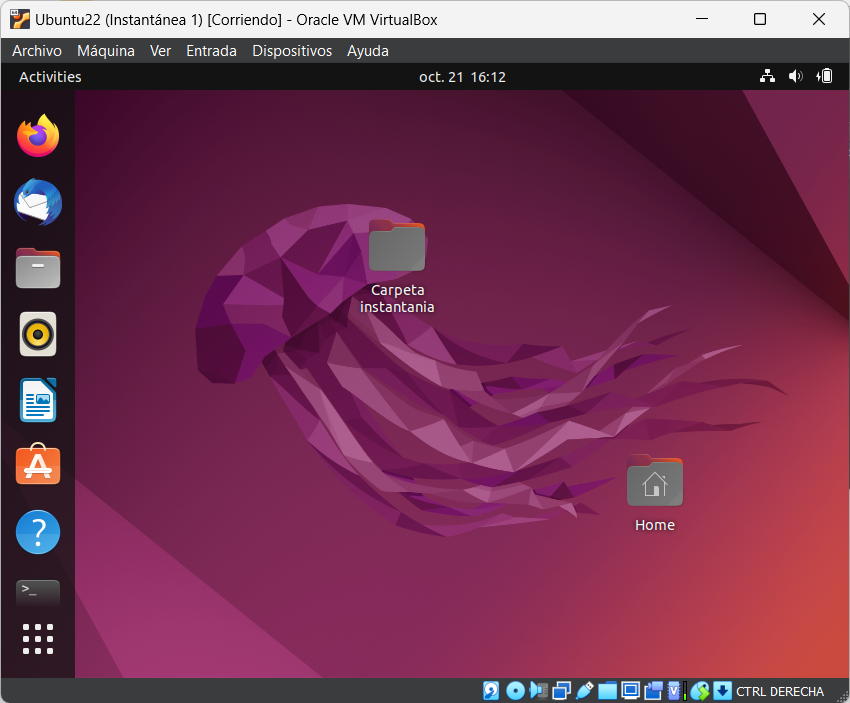 Ubuntu22 (Instantánea 1) [Corriendo] - Oracle VM VirtualBox
Archivo Máquina Ver Entrada Dispositivos Ayuda
Activities oct. 21 16:12
Carpeta
instantania
Home
CTRL DERECHA